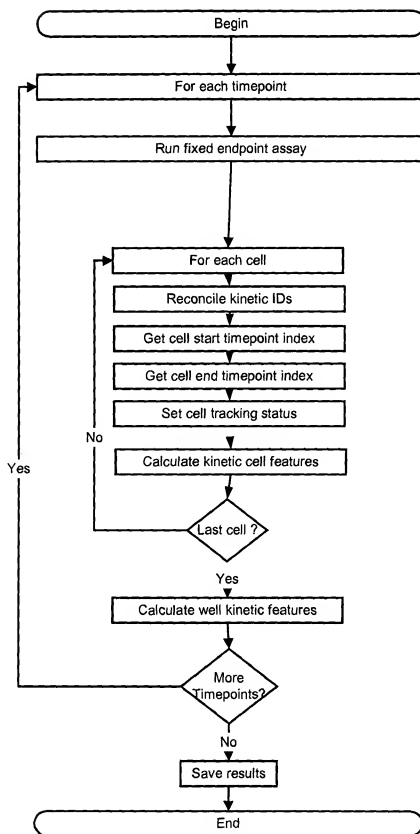 Begin
For each timepoint
Run fixed endpoint assay
For each cell
Reconcile kinetic IDs
Get cell start timepoint index
Get cell end timepoint index
Set cell tracking status
No
Yes
Calculate kinetic cell features
Last cell ?
Yes
Calculate well kinetic features
More
Timepoints?
No
Save results
End